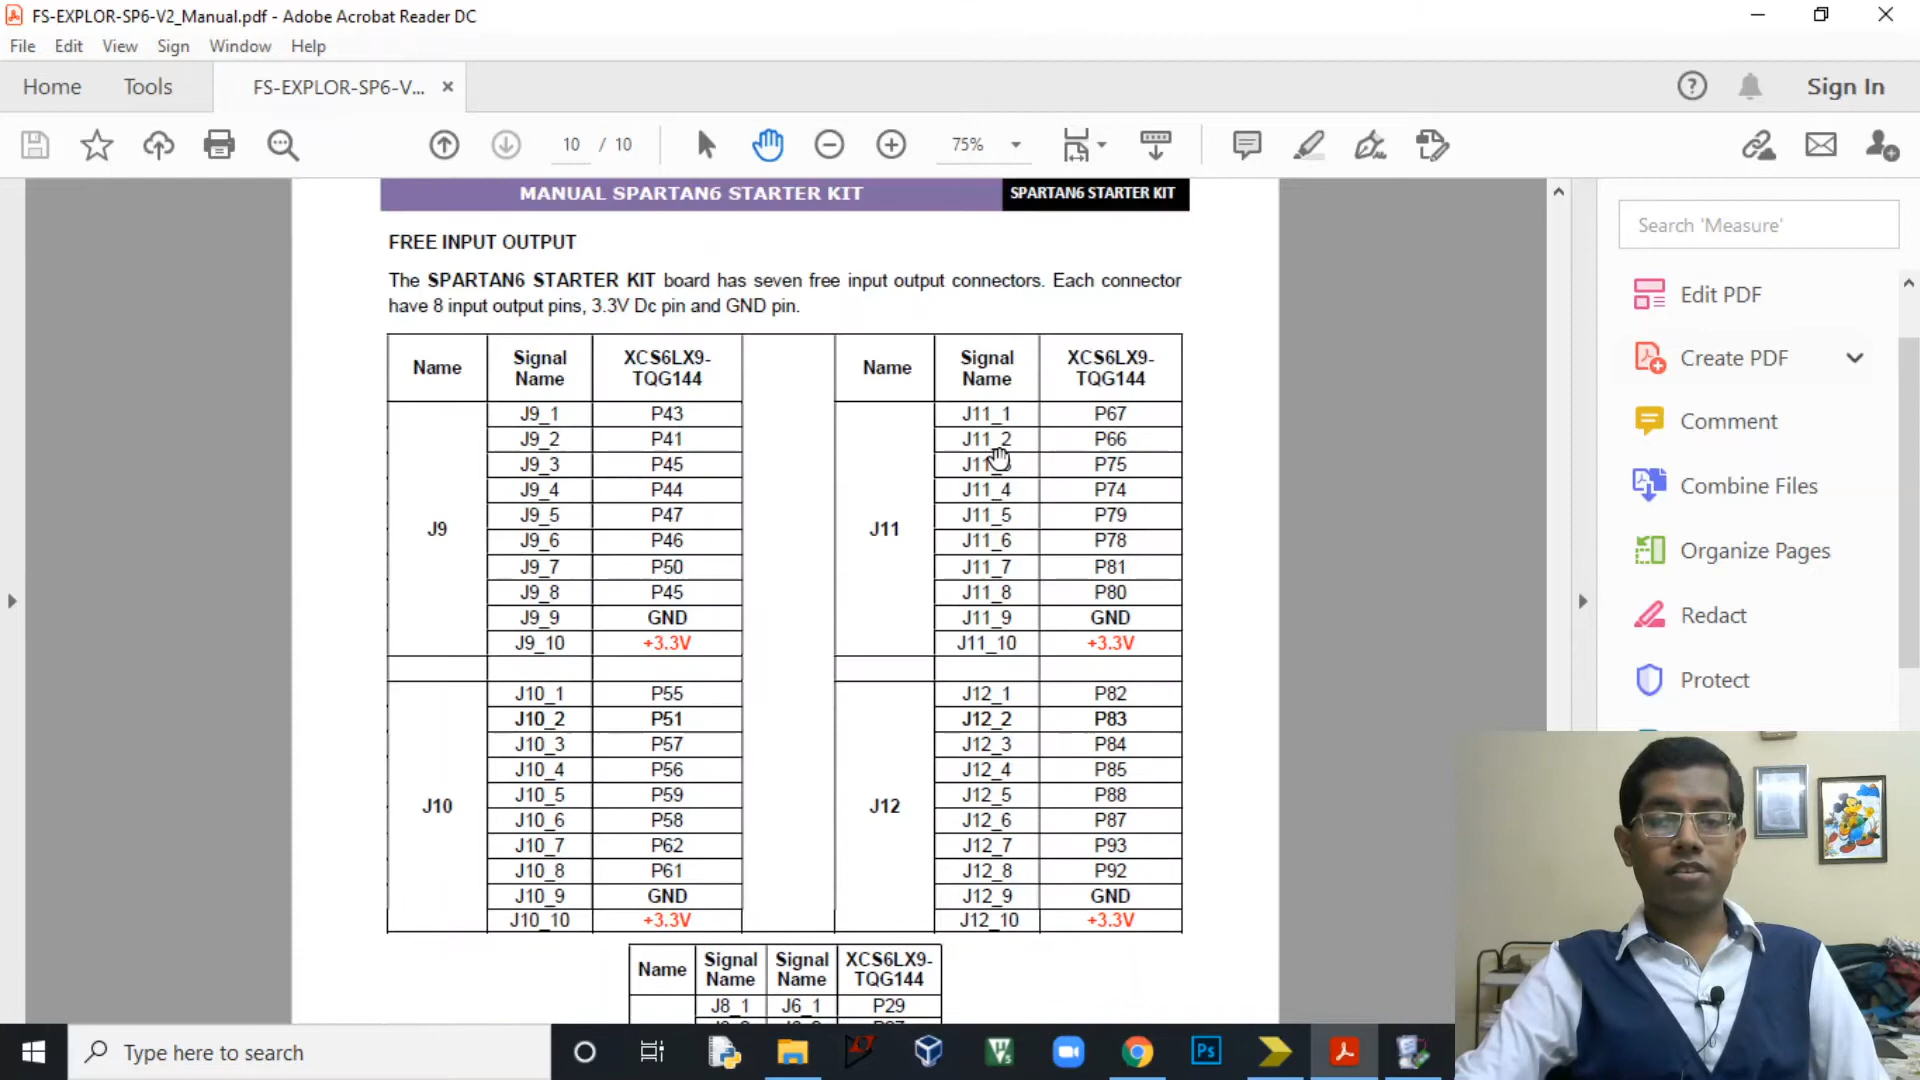 FS-EXPLOR-SP6-V2_Manual.pdf - Adobe Acrobat Reader DC
File Edit View Sign Window Help
Home Tools FS-EXPLOR-SP6-V... × Sign In
10 / 10 75%
MANUAL SPARTAN6 STARTER KIT SPARTAN6 STARTER KIT
Search 'Measure'
FREE INPUT OUTPUT
The SPARTAN6 STARTER KIT board has seven free input output connectors. Each connector
have 8 input output pins, 3.3V Dc pin and GND pin.
Edit PDF
Create PDF
Comment
Combine Files
Organize Pages
Redact
Protect
Name Signal Name XCS6LX9-TQG144
J9
J9_1 P43
J9_2 P41
J9_3 P45
J9_4 P44
J9_5 P47
J9_6 P46
J9_7 P50
J9_8 P45
J9_9 GND
J9_10 +3.3V
J10
J10_1 P55
J10_2 P51
J10_3 P57
J10_4 P56
J10_5 P59
J10_6 P58
J10_7 P62
J10_8 P61
J10_9 GND
J10_10 +3.3V
Name Signal Name XCS6LX9-TQG144
J11
J11_1 P67
J11_2 P66
P75
J11_4 P74
J11_5 P79
J11_6 P78
J11_7 P81
J11_8 P80
J11_9 GND
J11_10 +3.3V
J12
J12_1 P82
J12_2 P83
J12_3 P84
J12_4 P85
J12_5 P88
J12_6 P87
J12_7 P93
J12_8 P92
J12_9 GND
J12_10 +3.3V
Name Signal Name Signal Name XCS6LX9-TQG144
J8_1 J6_1 P29
Type here to search
Ps